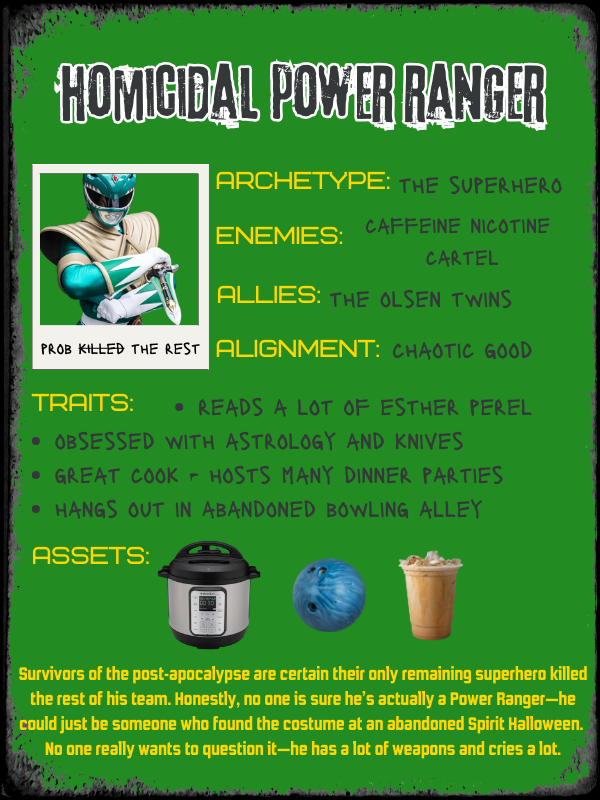 HOMICIDAL POWER RANGER
ARCHETYPE: THE SUPERHERO
ENEMIES: CAFFEINE NICOTINE
CARTEL
ALLIES: THE OLSEN TWINS
PROB KILLED THE REST
ALIGNMENT: CHAOTIC GOOD
TRAITS: • READS A LOT OF ESTHER PEREL
• OBSESSED WITH ASTROLOGY AND KNIVES
• GREAT COOK - HOSTS MANY DINNER PARTIES
• HANGS OUT IN ABANDONED BOWLING ALLEY
ASSETS:
Survivors of the post-apocalypse are certain their only remaining superhero killed
the rest of his team. Honestly, no one is sure he's actually a Power Ranger—he
could just be someone who found the costume at an abandoned Spirit Halloween.
No one really wants to question it—he has a lot of weapons and cries a lot.